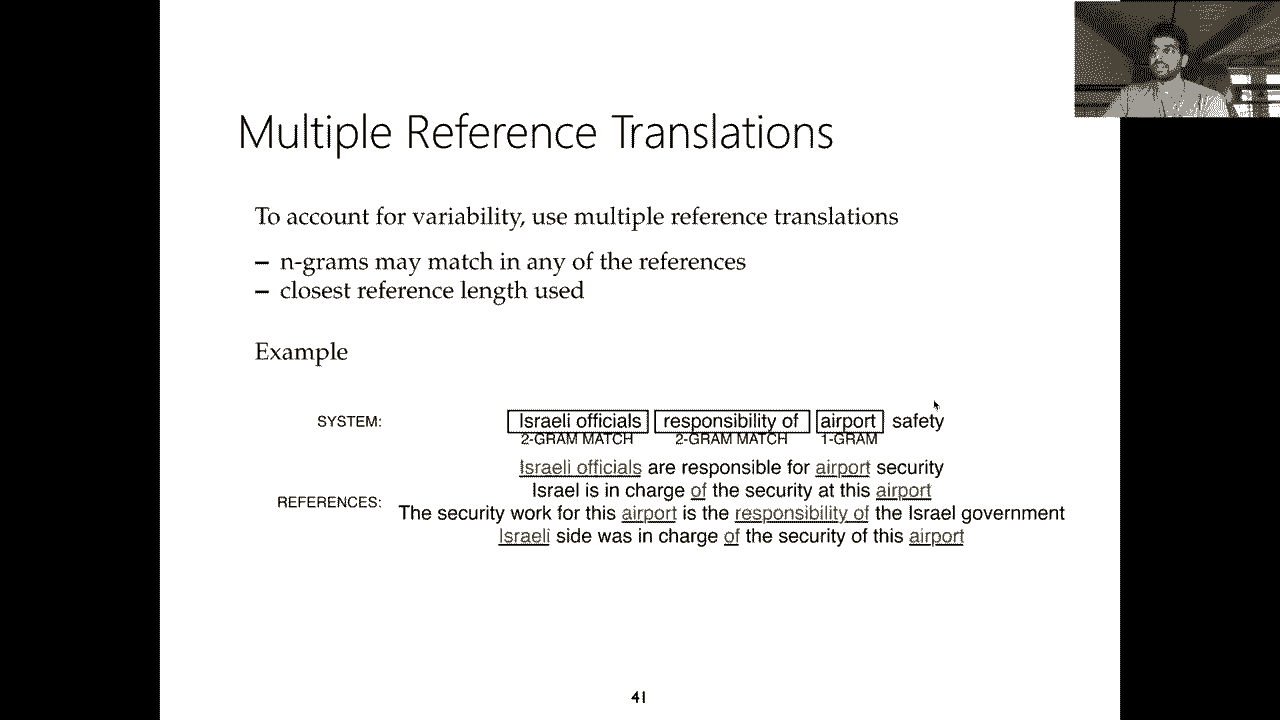 Multiple Reference Translations
To account for variability, use multiple reference translations
– n-grams may match in any of the references
– closest reference length used
Example
SYSTEM: Israeli officials responsibility of airport safety
2-GRAM MATCH 2-GRAM MATCH 1-GRAM
Israeli officials are responsible for airport security
Israel is in charge of the security at this airport
REFERENCES:
The security work for this airport is the responsibility of the Israel government
Israeli side was in charge of the security of this airport
41